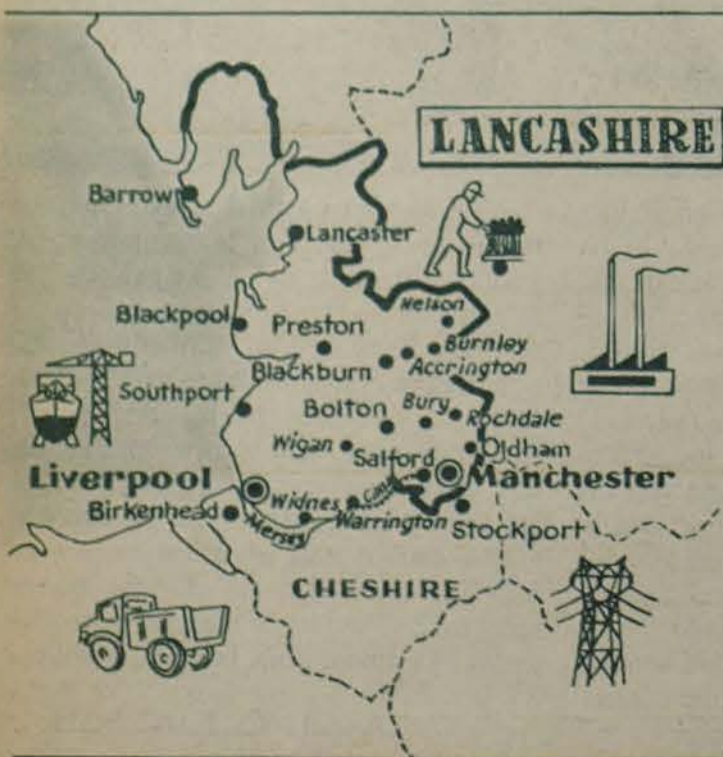 LANCASHIRE
Barrow
Lancaster
Nelson
Blackpool
Preston
Burnley
Blackburn
Accrington
Southport
Bolton
Bury
Rochdale
Wigan
Oldham
Salford
Liverpool
Manchester
Canal
Widnes
Birkenhead
Mersey
Warrington
Stockport
CHESHIRE